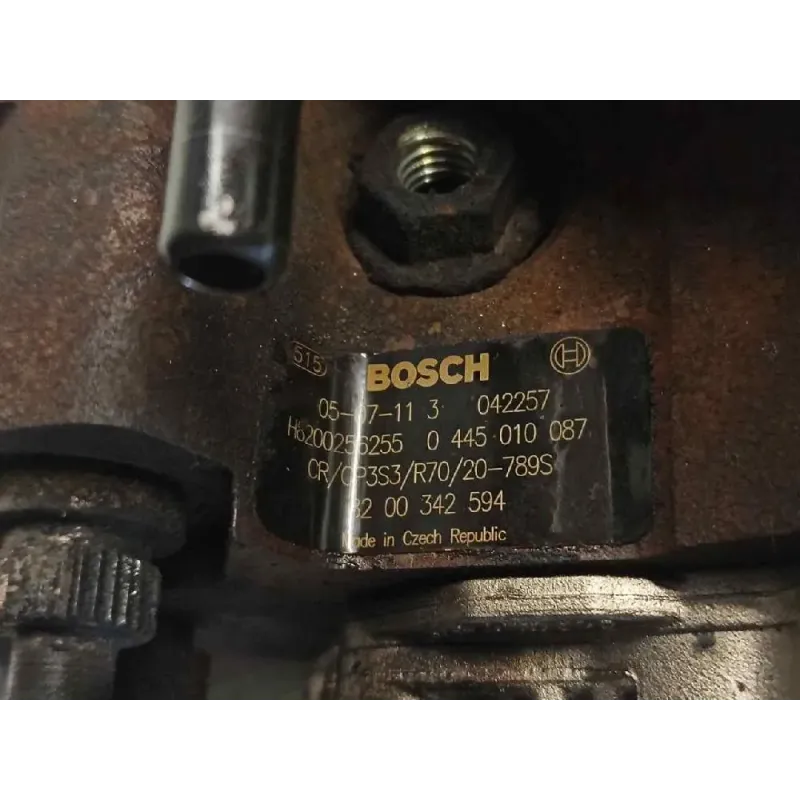 515 BOSCH
05-07-11 3 042257
H8200256255 0 445 010 087
CR/CP3S3/R70/20-789S
82 00 342 594
Made in Czech Republic